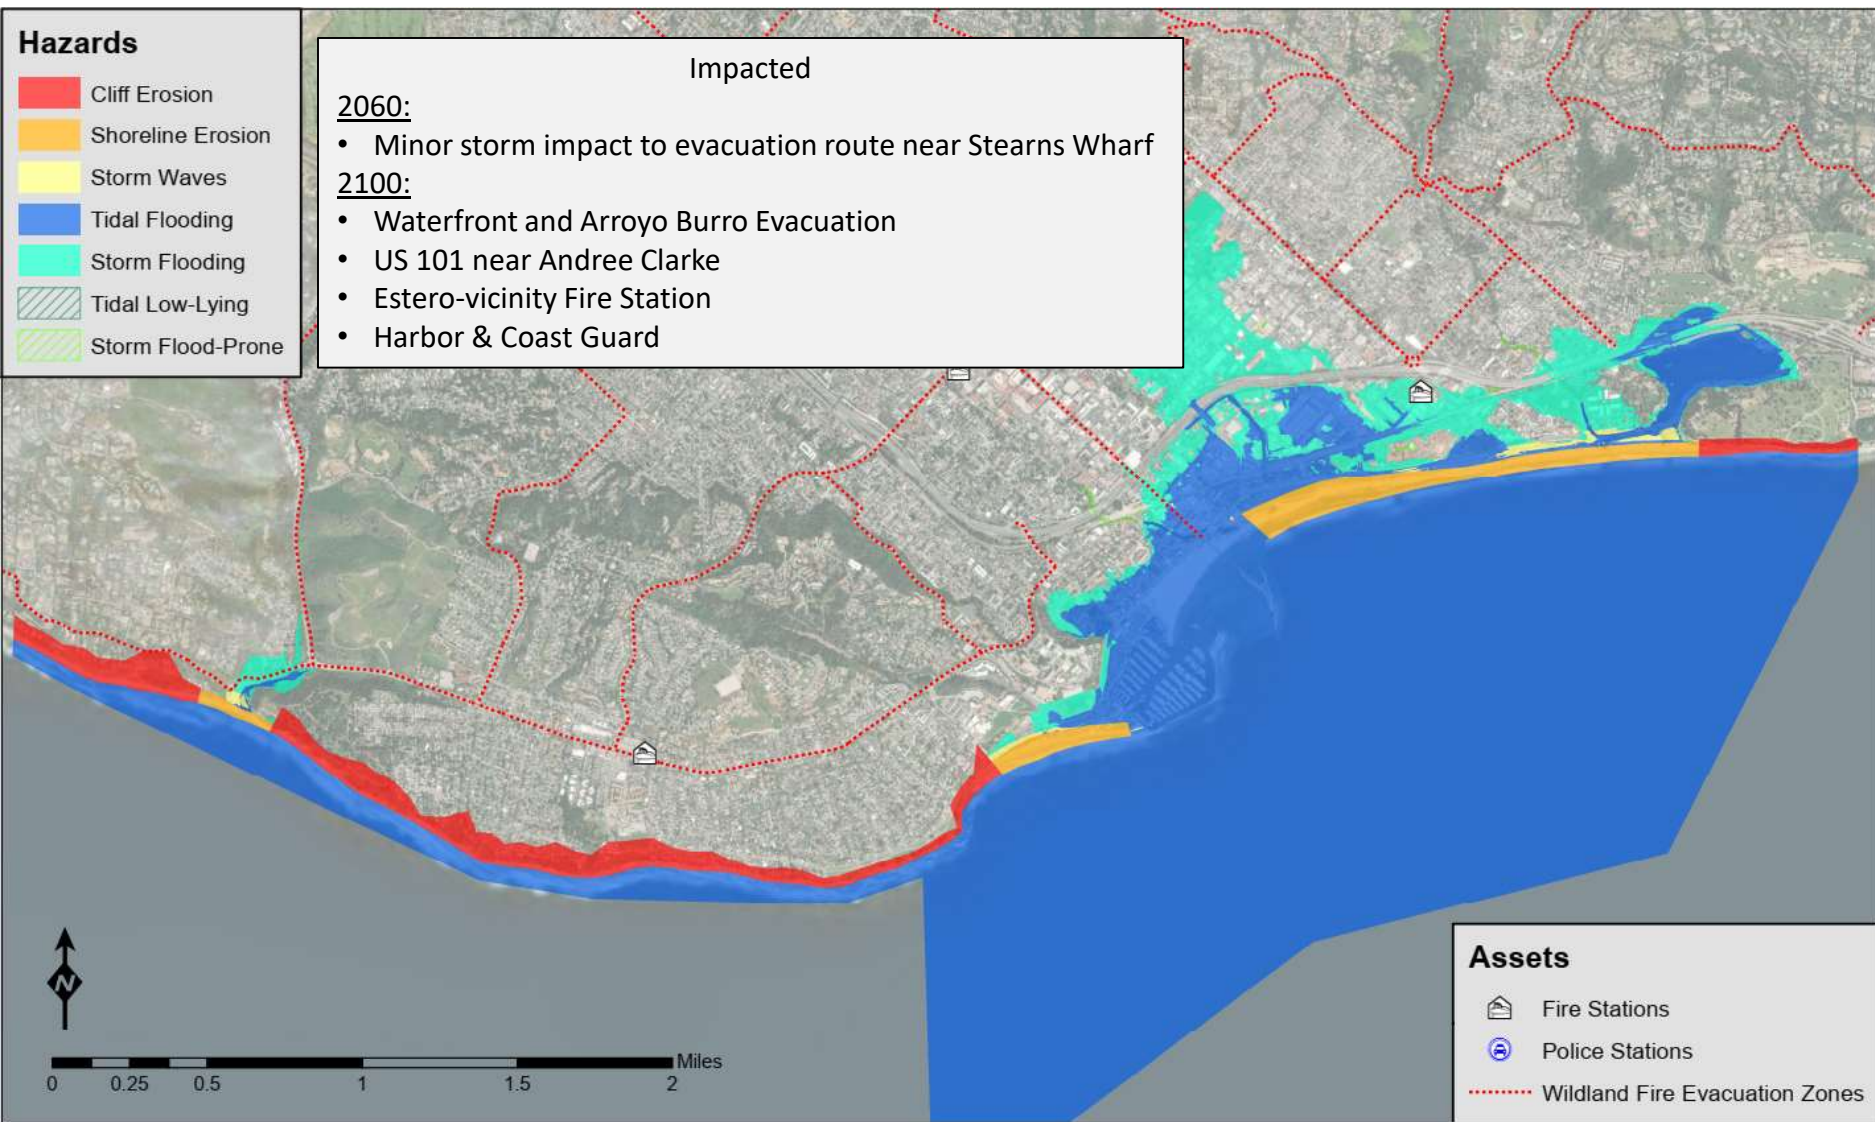 Hazards
Cliff Erosion
Shoreline Erosion
Storm Waves
Tidal Flooding
Storm Flooding
Tidal Low-Lying
Storm Flood-Prone
Impacted
2060:
• Minor storm impact to evacuation route near Stearns Wharf
2100:
• Waterfront and Arroyo Burro Evacuation
• US 101 near Andree Clarke
• Estero-vicinity Fire Station
• Harbor & Coast Guard
N
Miles
0 0.25 0.5 1 1.5 2
Assets
Fire Stations
Police Stations
Wildland Fire Evacuation Zones